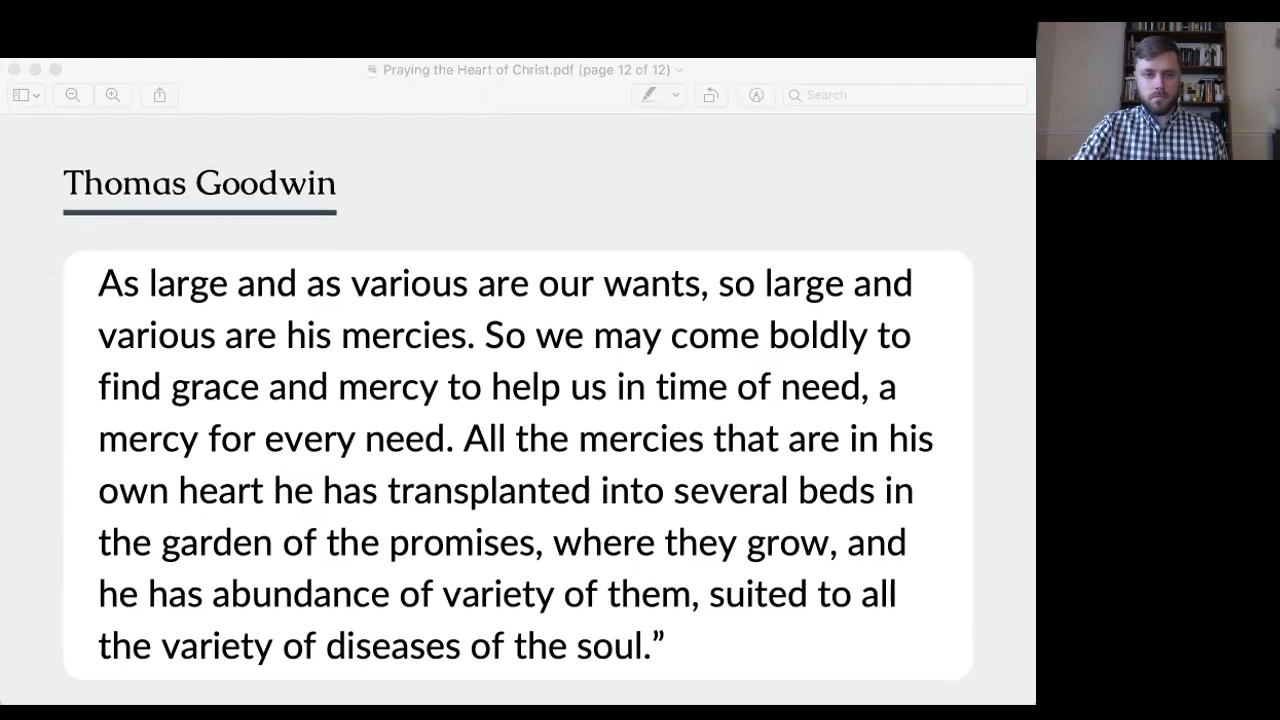 Praying the Heart of Christ.pdf (page 12 of 12)
Search
Thomas Goodwin
As large and as various are our wants, so large and
various are his mercies. So we may come boldly to
find grace and mercy to help us in time of need, a
mercy for every need. All the mercies that are in his
own heart he has transplanted into several beds in
the garden of the promises, where they grow, and
he has abundance of variety of them, suited to all
the variety of diseases of the soul.”